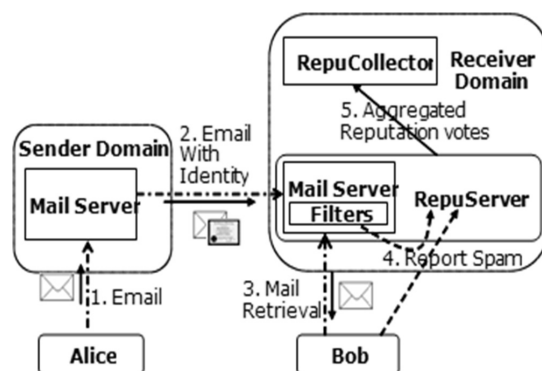 RepuCollector
Receiver
Domain
5. Aggregated
Reputation votes
2. Email
With
Identity
Sender Domain
Mail Server
Mail Server
Filters
RepuServer
4. Report Spam
1. Email
3. Mail
Retrieval
Alice
Bob